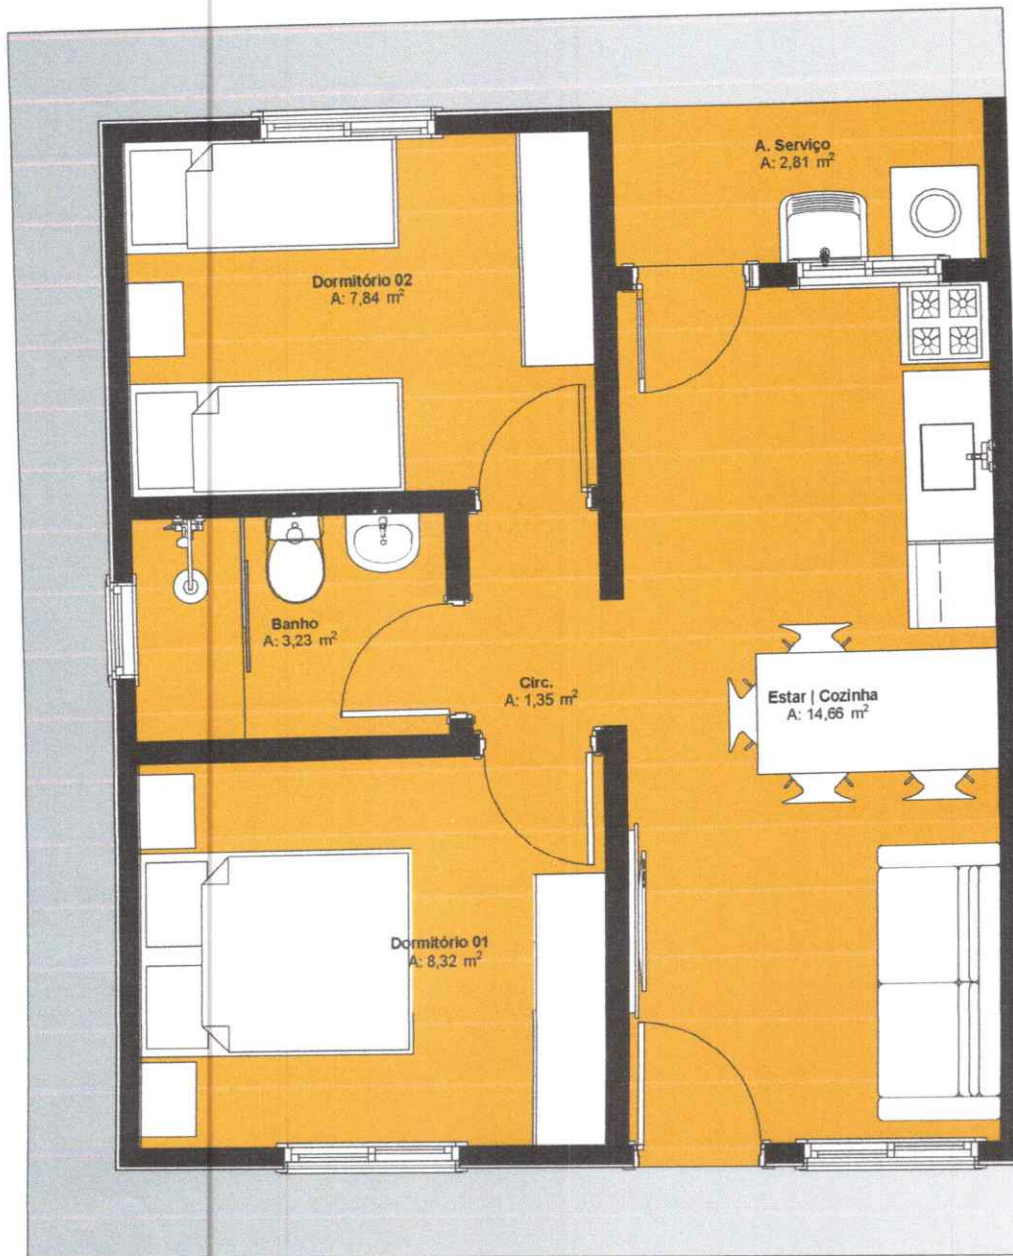 A. Serviço
A: 2,81 m²
Dormitório 02
A: 7,84 m²
Banho
A: 3,23 m²
Circ.
A: 1,35 m²
Estar | Cozinha
A: 14,66 m²
Dormitório 01
A: 8,32 m²